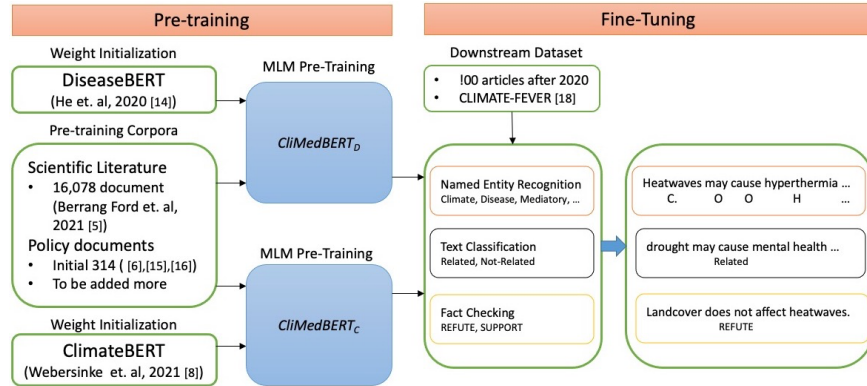 Pre-training
Fine-Tuning
Weight Initialization
DiseaseBERT
(He et. al, 2020 [14])
Pre-training Corpora
Scientific Literature
• 16,078 document
(Berrang Ford et. al,
2021 [5])
Policy documents
• Initial 314 ( [6],[15],[16])
• To be added more
Weight Initialization
ClimateBERT
(Webersinke et. al, 2021 [8])
MLM Pre-Training
CliMedBERTD
MLM Pre-Training
CliMedBERTC
Downstream Dataset
• !00 articles after 2020
• CLIMATE-FEVER [18]
Named Entity Recognition
Climate, Disease, Mediatory, ...
Text Classification
Related, Not-Related
Fact Checking
REFUTE, SUPPORT
Heatwaves may cause hyperthermia ...
C. O O H ...
drought may cause mental health ...
Related
Landcover does not affect heatwaves.
REFUTE